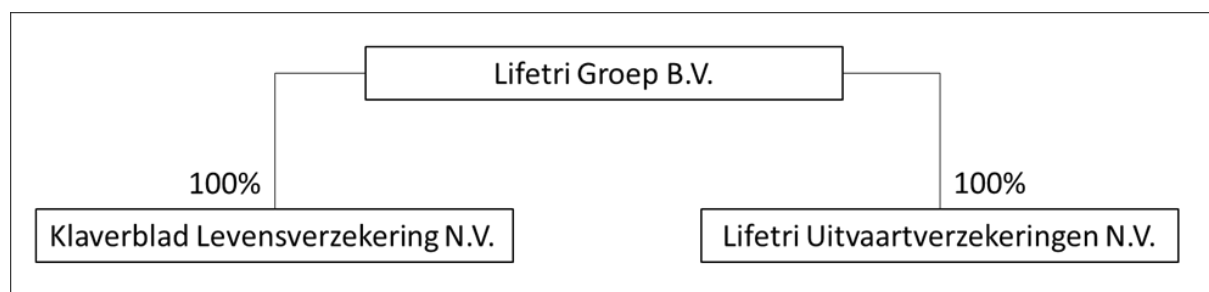 Lifetri Groep B.V.
100%
100%
Klaverblad Levensverzekering N.V.
Lifetri Uitvaartverzekeringen N.V.